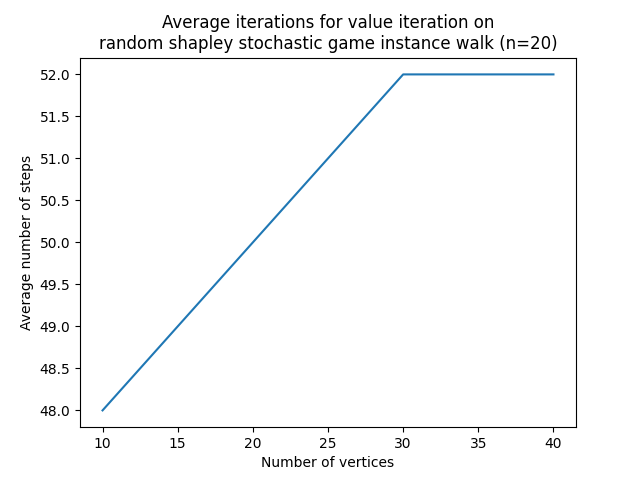 Average iterations for value iteration on
random shapley stochastic game instance walk (n=20)
52.0
51.5
51.0
50.5
50.0
49.5
49.0
48.5
48.0
Average number of steps
10 15 20 25 30 35 40
Number of vertices